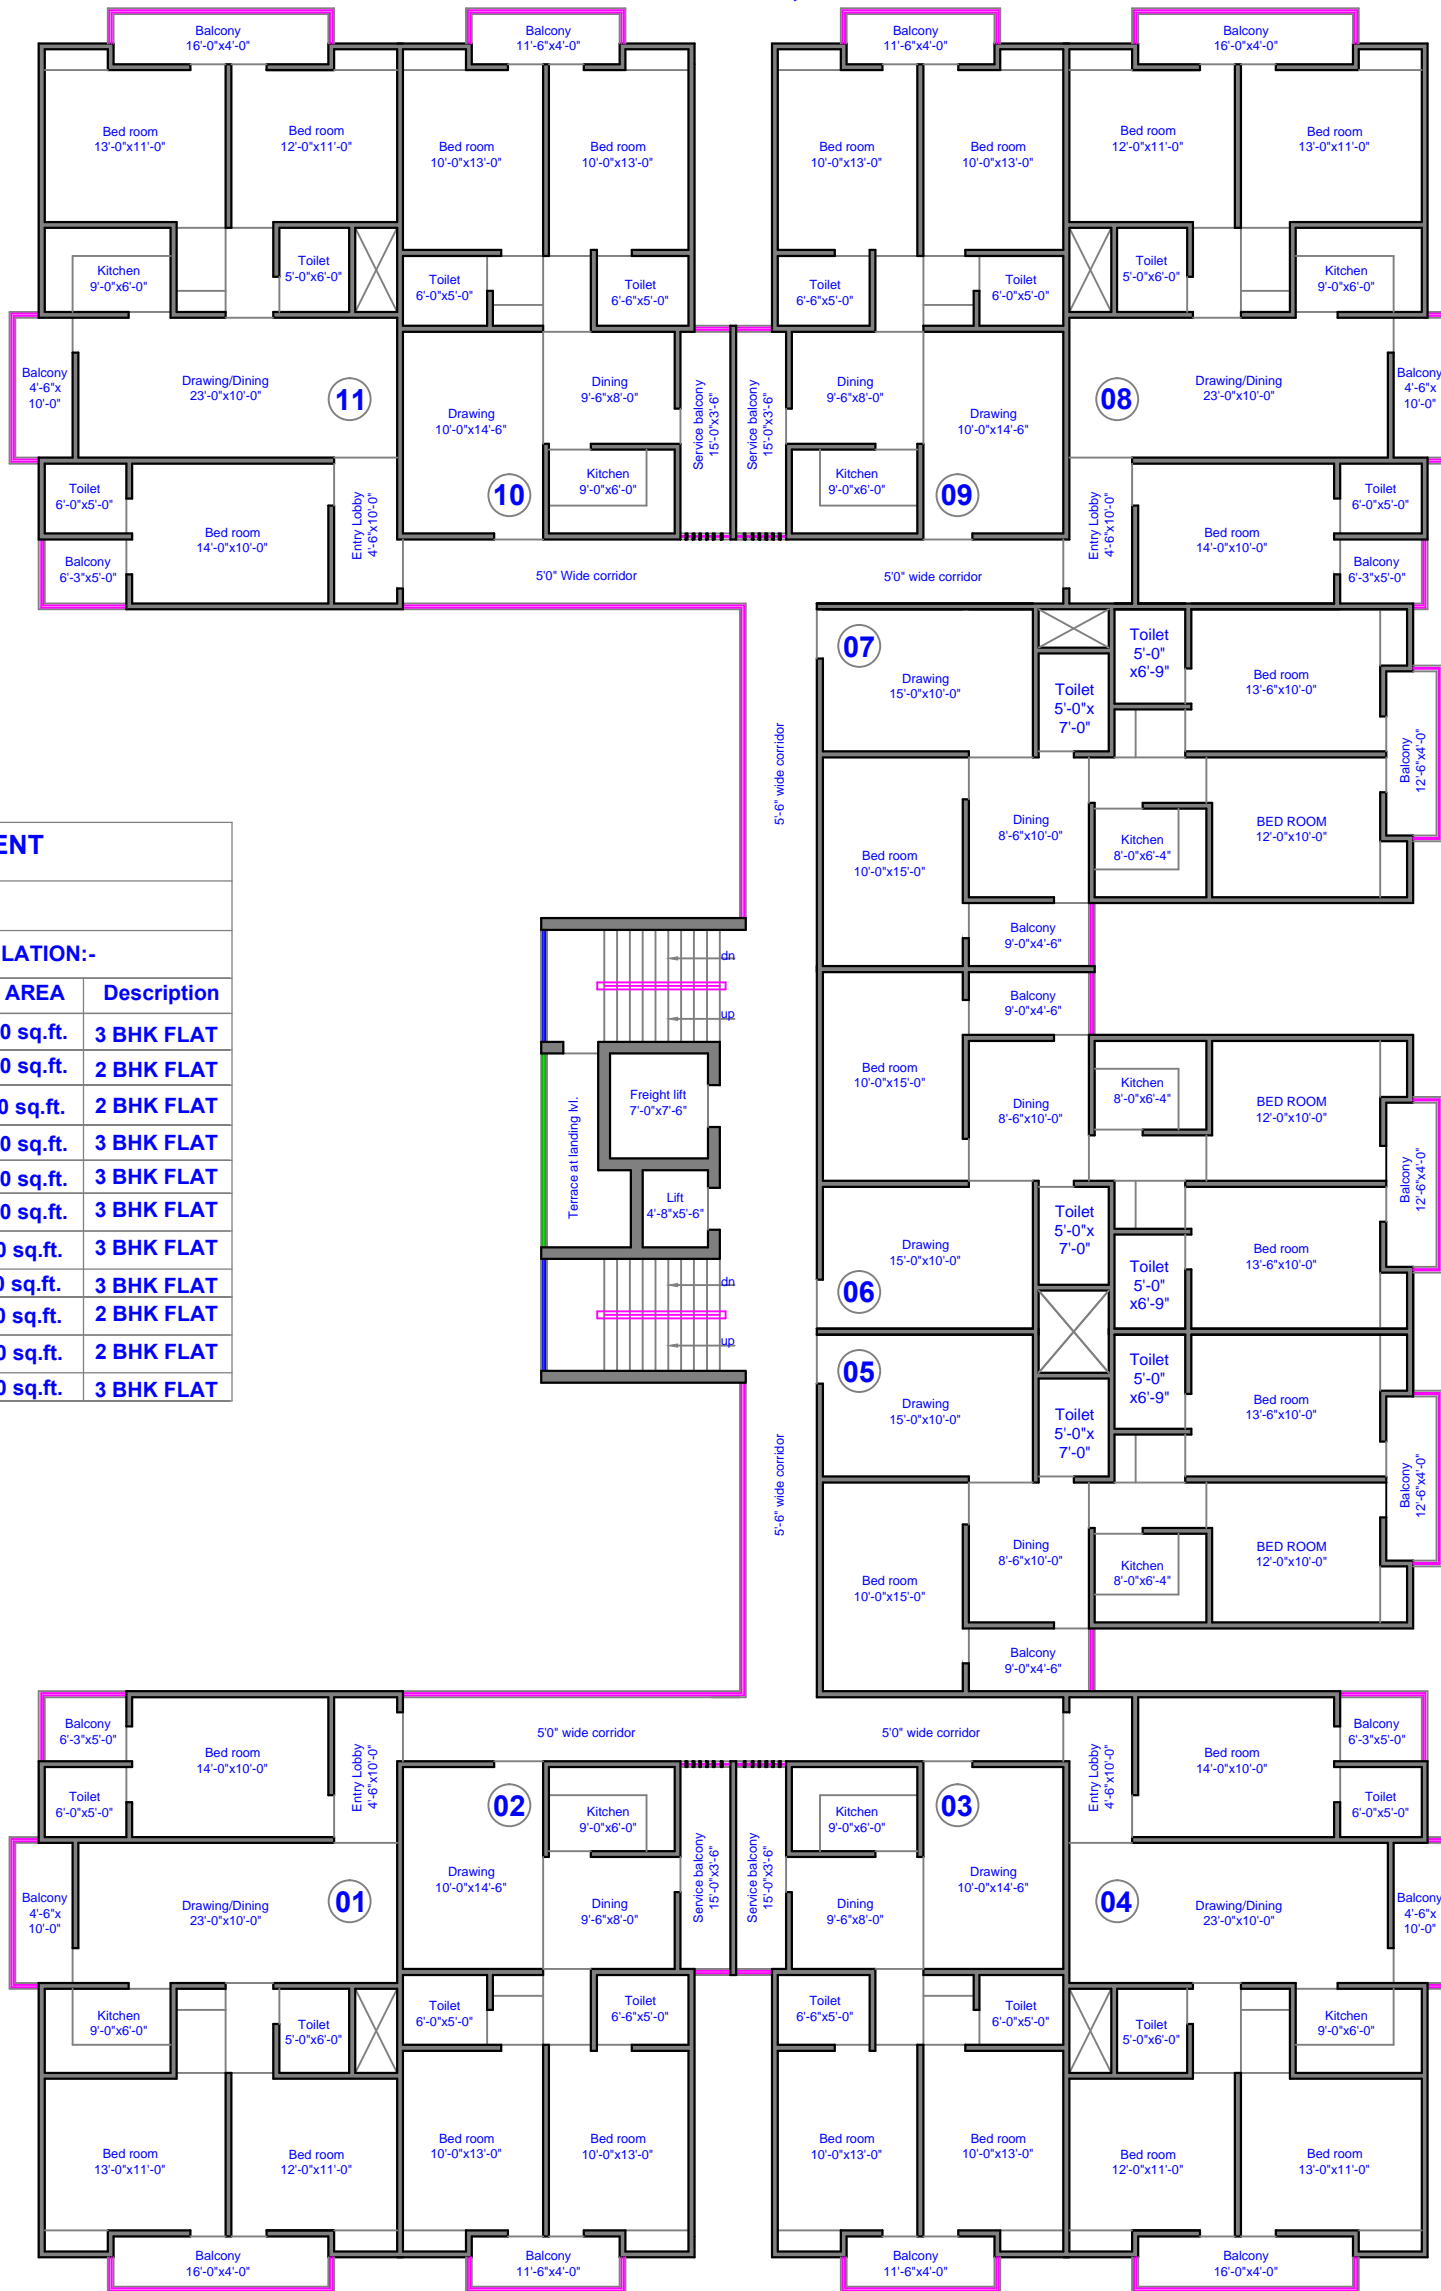 Balcony
16'-0"x4'-0"
Balcony
11'-6"x4'-0"
Balcony
11'-6"x4'-0"
Balcony
16'-0"x4'-0"
Bed room
13'-0"x11'-0"
Bed room
12'-0"x11'-0"
Bed room
10'-0"x13'-0"
Bed room
10'-0"x13'-0"
Bed room
10'-0"x13'-0"
Bed room
10'-0"x13'-0"
Bed room
12'-0"x11'-0"
Bed room
13'-0"x11'-0"
Kitchen
9'-0"x6'-0"
Toilet
5'-0"x6'-0"
Toilet
6'-0"x5'-0"
Toilet
6'-6"x5'-0"
Toilet
6'-6"x5'-0"
Toilet
6'-0"x5'-0"
Toilet
5'-0"x6'-0"
Kitchen
9'-0"x6'-0"
Balcony
4'-6"x
10'-0"
Drawing/Dining
23'-0"x10'-0"
11
Drawing
10'-0"x14'-6"
Dining
9'-6"x8'-0"
Service balcony
15'-0"x3'-6"
Service balcony
15'-0"x3'-6"
Dining
9'-6"x8'-0"
Drawing
10'-0"x14'-6"
08
Drawing/Dining
23'-0"x10'-0"
Balcony
4'-6"x
10'-0"
Toilet
6'-0"x5'-0"
Bed room
14'-0"x10'-0"
Entry Lobby
4'-6"x10'-0"
10
Kitchen
9'-0"x6'-0"
Kitchen
9'-0"x6'-0"
09
Entry Lobby
4'-6"x10'-0"
Bed room
14'-0"x10'-0"
Toilet
6'-0"x5'-0"
Balcony
6'-3"x5'-0"
5'0" Wide corridor
5'0" wide corridor
Balcony
6'-3"x5'-0"
07
Drawing
15'-0"x10'-0"
Toilet
5'-0"
x6'-9"
Toilet
5'-0"x
7'-0"
Bed room
13'-6"x10'-0"
Balcony
12'-6"x4'-0"
5'-6" wide corridor
Bed room
10'-0"x15'-0"
Dining
8'-6"x10'-0"
Kitchen
8'-0"x6'-4"
BED ROOM
12'-0"x10'-0"
Balcony
9'-0"x4'-6"
ENT
LATION:-
AREA Description
0 sq.ft. 3 BHK FLAT
0 sq.ft. 2 BHK FLAT
0 sq.ft. 2 BHK FLAT
0 sq.ft. 3 BHK FLAT
0 sq.ft. 3 BHK FLAT
0 sq.ft. 3 BHK FLAT
0 sq.ft. 3 BHK FLAT
0 sq.ft. 3 BHK FLAT
0 sq.ft. 2 BHK FLAT
0 sq.ft. 2 BHK FLAT
0 sq.ft. 3 BHK FLAT
dn
up
Terrace at landing lvl.
Freight lift
7'-0"x7'-6"
Lift
4'-8"x5'-6"
dn
up
Balcony
9'-0"x4'-6"
Bed room
10'-0"x15'-0"
Dining
8'-6"x10'-0"
Kitchen
8'-0"x6'-4"
BED ROOM
12'-0"x10'-0"
Balcony
12'-6"x4'-0"
Drawing
15'-0"x10'-0"
Toilet
5'-0"x
7'-0"
Toilet
5'-0"
x6'-9"
Bed room
13'-6"x10'-0"
06
05
Drawing
15'-0"x10'-0"
Toilet
5'-0"
x6'-9"
Toilet
5'-0"x
7'-0"
Bed room
13'-6"x10'-0"
Balcony
12'-6"x4'-0"
5'-6" wide corridor
Bed room
10'-0"x15'-0"
Dining
8'-6"x10'-0"
Kitchen
8'-0"x6'-4"
BED ROOM
12'-0"x10'-0"
Balcony
9'-0"x4'-6"
Balcony
6'-3"x5'-0"
5'0" wide corridor
5'0" wide corridor
Balcony
6'-3"x5'-0"
Toilet
6'-0"x5'-0"
Bed room
14'-0"x10'-0"
Entry Lobby
4'-6"x10'-0"
02
Kitchen
9'-0"x6'-0"
Kitchen
9'-0"x6'-0"
03
Entry Lobby
4'-6"x10'-0"
Bed room
14'-0"x10'-0"
Toilet
6'-0"x5'-0"
Balcony
4'-6"x
10'-0"
Drawing/Dining
23'-0"x10'-0"
01
Drawing
10'-0"x14'-6"
Dining
9'-6"x8'-0"
Service balcony
15'-0"x3'-6"
Service balcony
15'-0"x3'-6"
Dining
9'-6"x8'-0"
Drawing
10'-0"x14'-6"
04
Drawing/Dining
23'-0"x10'-0"
Balcony
4'-6"x
10'-0"
Kitchen
9'-0"x6'-0"
Toilet
5'-0"x6'-0"
Toilet
6'-0"x5'-0"
Toilet
6'-6"x5'-0"
Toilet
6'-6"x5'-0"
Toilet
6'-0"x5'-0"
Toilet
5'-0"x6'-0"
Kitchen
9'-0"x6'-0"
Bed room
13'-0"x11'-0"
Bed room
12'-0"x11'-0"
Bed room
10'-0"x13'-0"
Bed room
10'-0"x13'-0"
Bed room
10'-0"x13'-0"
Bed room
10'-0"x13'-0"
Bed room
12'-0"x11'-0"
Bed room
13'-0"x11'-0"
Balcony
16'-0"x4'-0"
Balcony
11'-6"x4'-0"
Balcony
11'-6"x4'-0"
Balcony
16'-0"x4'-0"